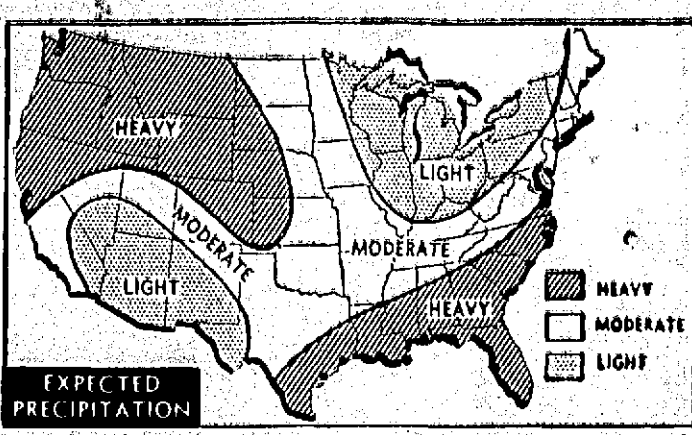 HEAVY
LIGHT
MODERATE
MODERATE
LIGHT
HEAVY
HEAVY
MODERATE
LIGHT
EXPECTED
PRECIPITATION